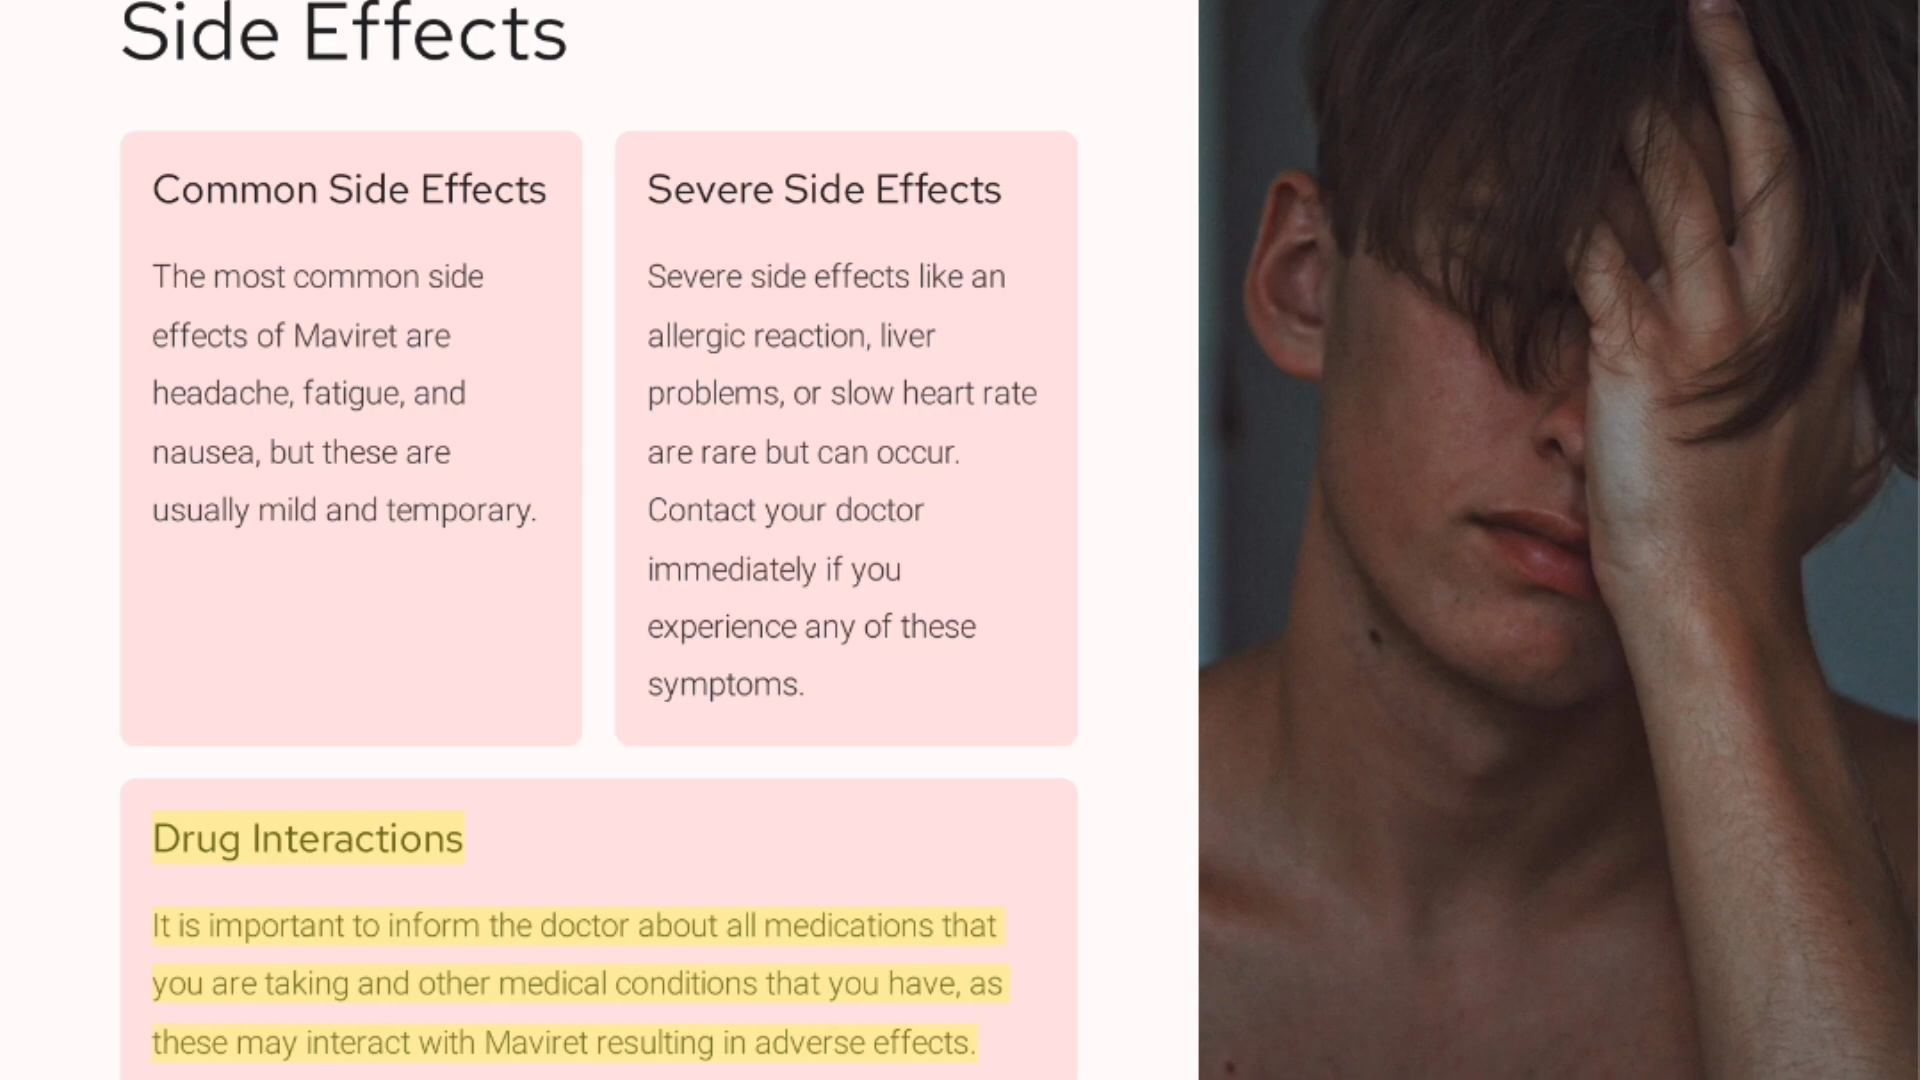 Side Effects
Common Side Effects
The most common side
effects of Maviret are
headache, fatigue, and
nausea, but these are
usually mild and temporary.
Severe Side Effects
Severe side effects like an
allergic reaction, liver
problems, or slow heart rate
are rare but can occur.
Contact your doctor
immediately if you
experience any of these
symptoms.
Drug Interactions
It is important to inform the doctor about all medications that
you are taking and other medical conditions that you have, as
these may interact with Maviret resulting in adverse effects.